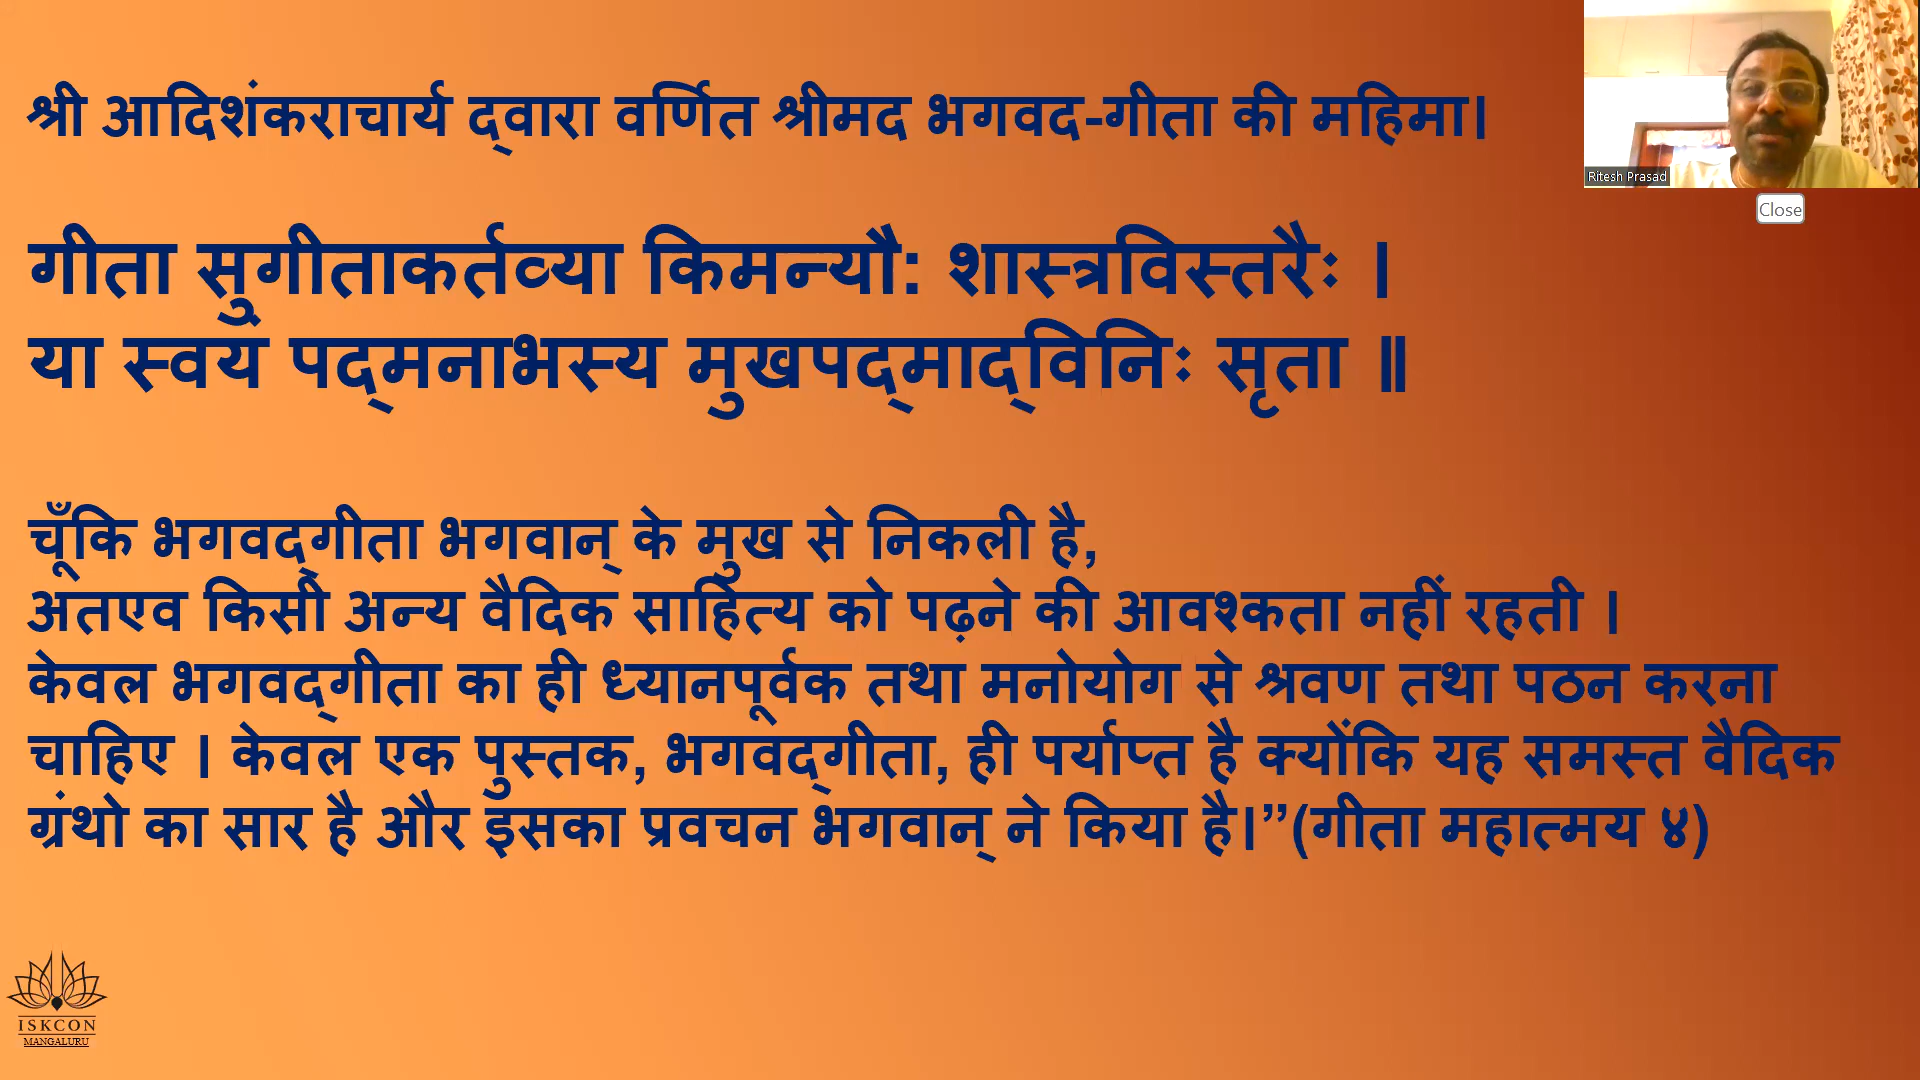 श्री आदिशंकराचार्य द्वारा वर्णित श्रीमद भगवद-गीता की महिमा।
Ritesh Prasad
Close
गीता सुगीताकर्तव्या किमन्यौ: शास्त्रविस्तरैः ।
या स्वयं पद्मनाभस्य मुखपद्माद्विनिः सृता ॥
चूँकि भगवद्गीता भगवान् के मुख से निकली है,
अतएव किसी अन्य वैदिक साहित्य को पढ़ने की आवश्कता नहीं रहती ।
केवल भगवद्गीता का ही ध्यानपूर्वक तथा मनोयोग से श्रवण तथा पठन करना
चाहिए । केवल एक पुस्तक, भगवद्गीता, ही पर्याप्त है क्योंकि यह समस्त वैदिक
ग्रंथो का सार है और इसका प्रवचन भगवान् ने किया है।”(गीता महात्मय ४)
ISKCON
MANGALURU